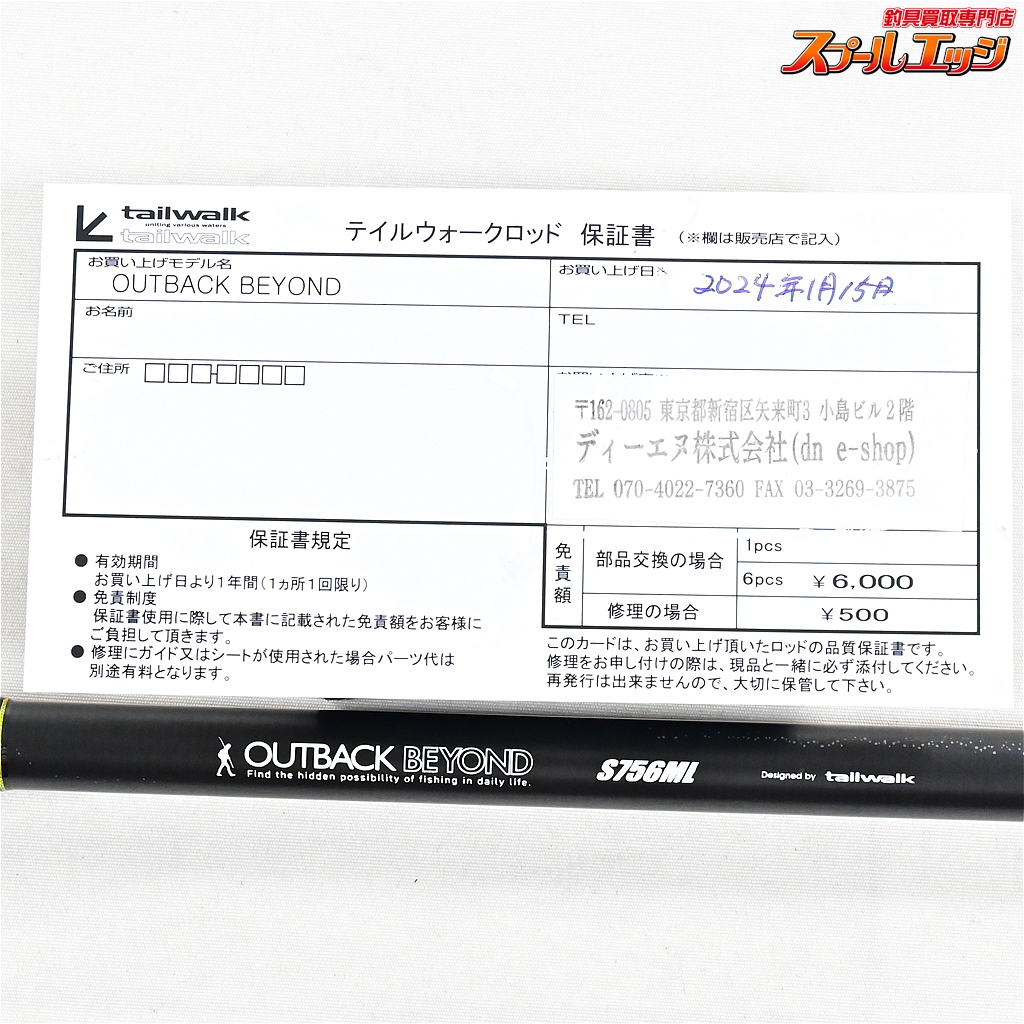 釣具買取専門店
スプールエッジ
tailwalk
uniting various waters
tailwalk
テイルウォークロッド 保証書 (※欄は販売店で記入)
お買い上げモデル名
OUTBACK BEYOND
お買い上げ日※
2024年1月15日
お名前
TEL
ご住所 □□□-□□□□
〒162-0805 東京都新宿区矢来町3 小島ビル2階
ディーエヌ株式会社(dn e-shop)
TEL 070-4022-7360 FAX 03-3269-3875
保証書規定
● 有効期間
お買い上げ日より1年間(1ヵ所1回限り)
● 免責制度
保証書使用に際して本書に記載された免責額をお客様に
ご負担して頂きます。
● 修理にガイド又はシートが使用された場合パーツ代は
別途有料となります。
免責額
部品交換の場合
1pcs
6pcs ¥6,000
修理の場合
¥500
このカードは、お買い上げ頂いたロッドの品質保証書です。
修理をお申し付けの際は、現品と一緒に必ず添付してください。
再発行は出来ませんので、大切に保管して下さい。
OUTBACK BEYOND
Find the hidden possibility of fishing in daily life.
S756ML
Designed by tailwalk